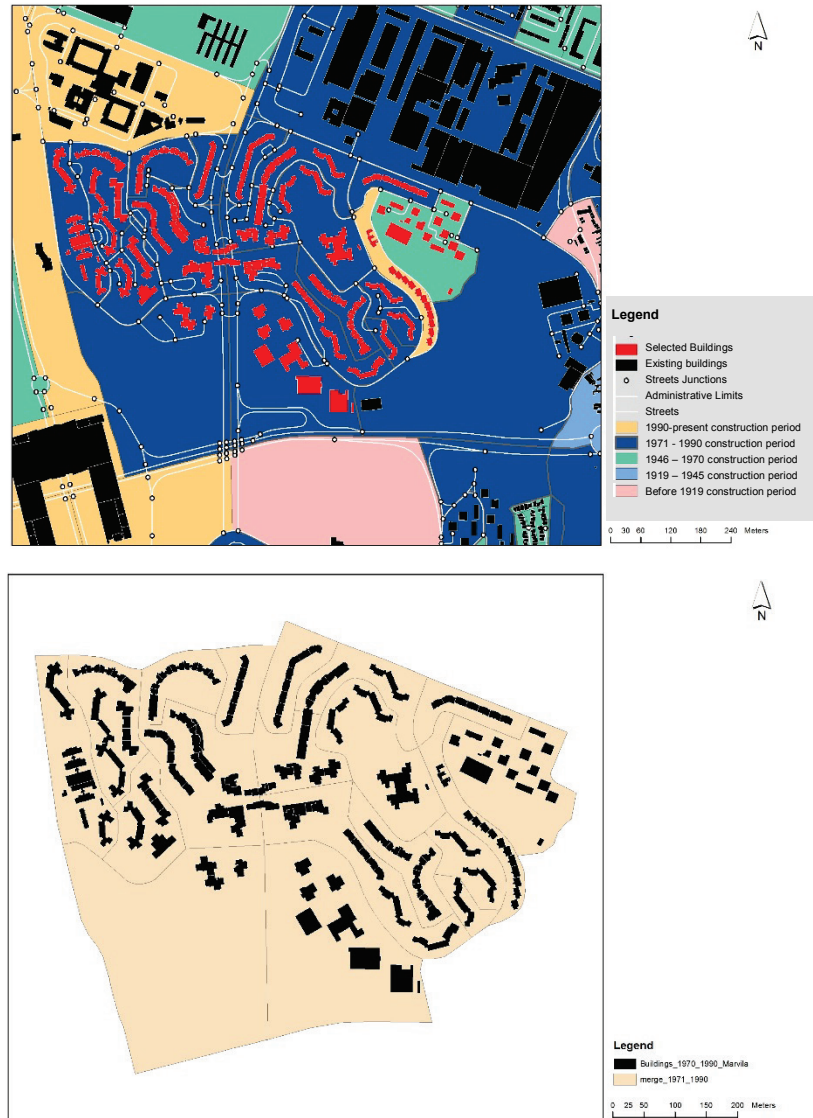 N
Legend
Selected Buildings
Existing buildings
Streets Junctions
Administrative Limits
Streets
1990-present construction period
1971 - 1990 construction period
1946 – 1970 construction period
1919 – 1945 construction period
Before 1919 construction period
0 30 60 120 180 240 Meters
N
Legend
Buildings_1970_1990_Marvila
merge_1971_1990
0 25 50 100 150 200 Meters